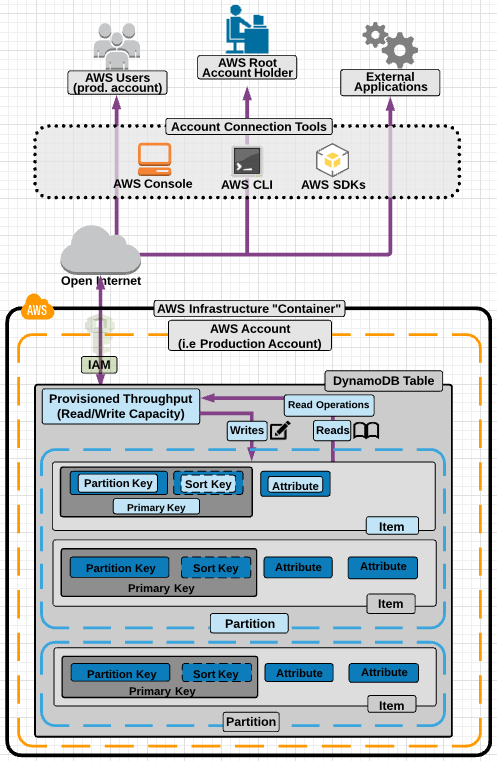 AWS Users
(prod. account)
AWS Root
Account Holder
External
Applications
Account Connection Tools
AWS Console
AWS CLI
AWS SDKs
Open Internet
AWS
AWS Infrastructure "Container"
AWS Account
(i.e Production Account)
IAM
DynamoDB Table
Provisioned Throughput
(Read/Write Capacity)
Read Operations
Writes
Reads
Partition Key
Sort Key
Attribute
Primary Key
Item
Partition Key
Sort Key
Attribute
Attribute
Primary Key
Item
Partition
Partition Key
Sort Key
Attribute
Attribute
Primary Key
Item
Partition